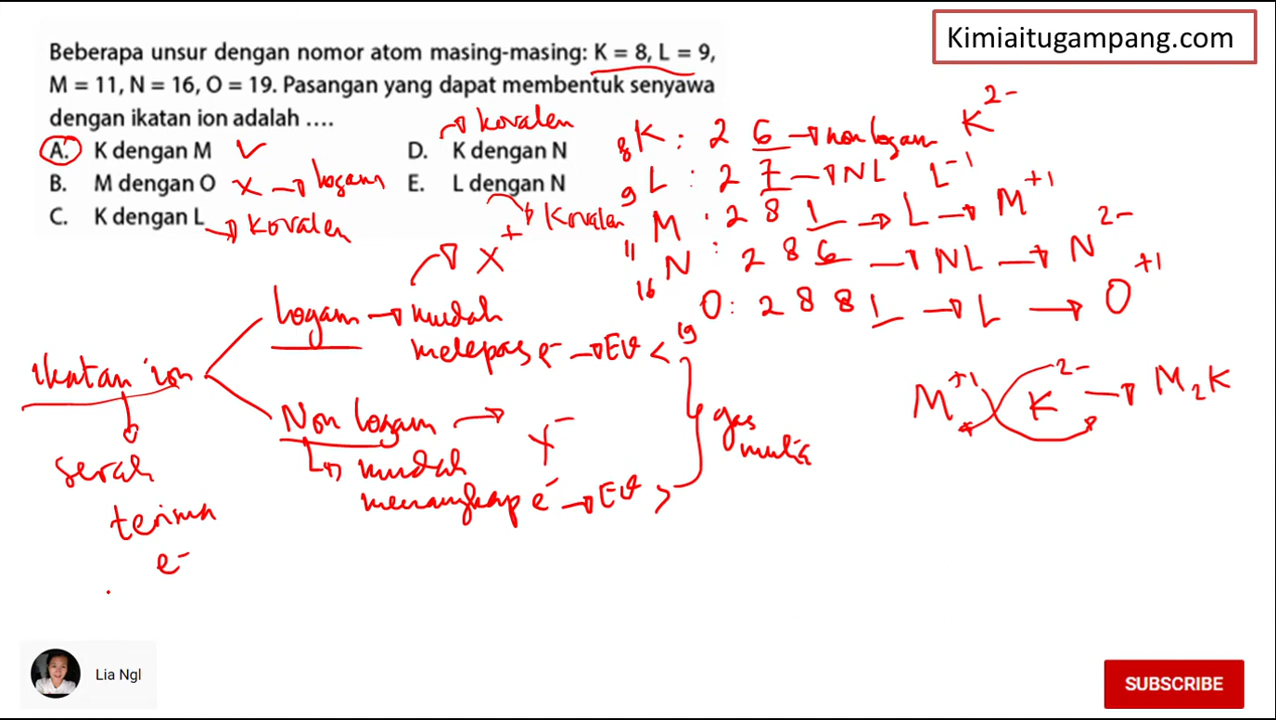 Kimiaitugampang.com
Beberapa unsur dengan nomor atom masing-masing: K = 8, L = 9,
M = 11, N = 16, O = 19. Pasangan yang dapat membentuk senyawa
dengan ikatan ion adalah ....
A. K dengan M ✓
B. M dengan O X → logam
C. K dengan L → kovalen
D. K dengan N → kovalen
E. L dengan N → Kovalen
₈K : 2 6 → non logam K²⁻
₉L : 2 7 → NL L⁻¹
₁₁M : 2 8 1 → L → M⁺¹
₁₆N : 2 8 6 → NL → N²⁻
₁₉O : 2 8 8 1 → L → O⁺¹
ikatan ion
↓
serah
terima
e⁻
logam → mudah → X⁺
melepas e⁻ → EV <
Non logam → Y⁻
↳ mudah
menangkap e⁻ → EV >
gas
mulia
M⁺¹ K²⁻ → M₂K
Lia Ngl
SUBSCRIBE